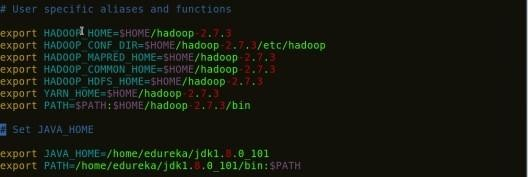 # User specific aliases and functions
export HADOOP_HOME=$HOME/hadoop-2.7.3
export HADOOP_CONF_DIR=$HOME/hadoop-2.7.3/etc/hadoop
export HADOOP_MAPRED_HOME=$HOME/hadoop-2.7.3
export HADOOP_COMMON_HOME=$HOME/hadoop-2.7.3
export HADOOP_HDFS_HOME=$HOME/hadoop-2.7.3
export YARN_HOME=$HOME/hadoop-2.7.3
export PATH=$PATH:$HOME/hadoop-2.7.3/bin
# Set JAVA_HOME
export JAVA_HOME=/home/edureka/jdk1.8.0_101
export PATH=/home/edureka/jdk1.8.0_101/bin:$PATH